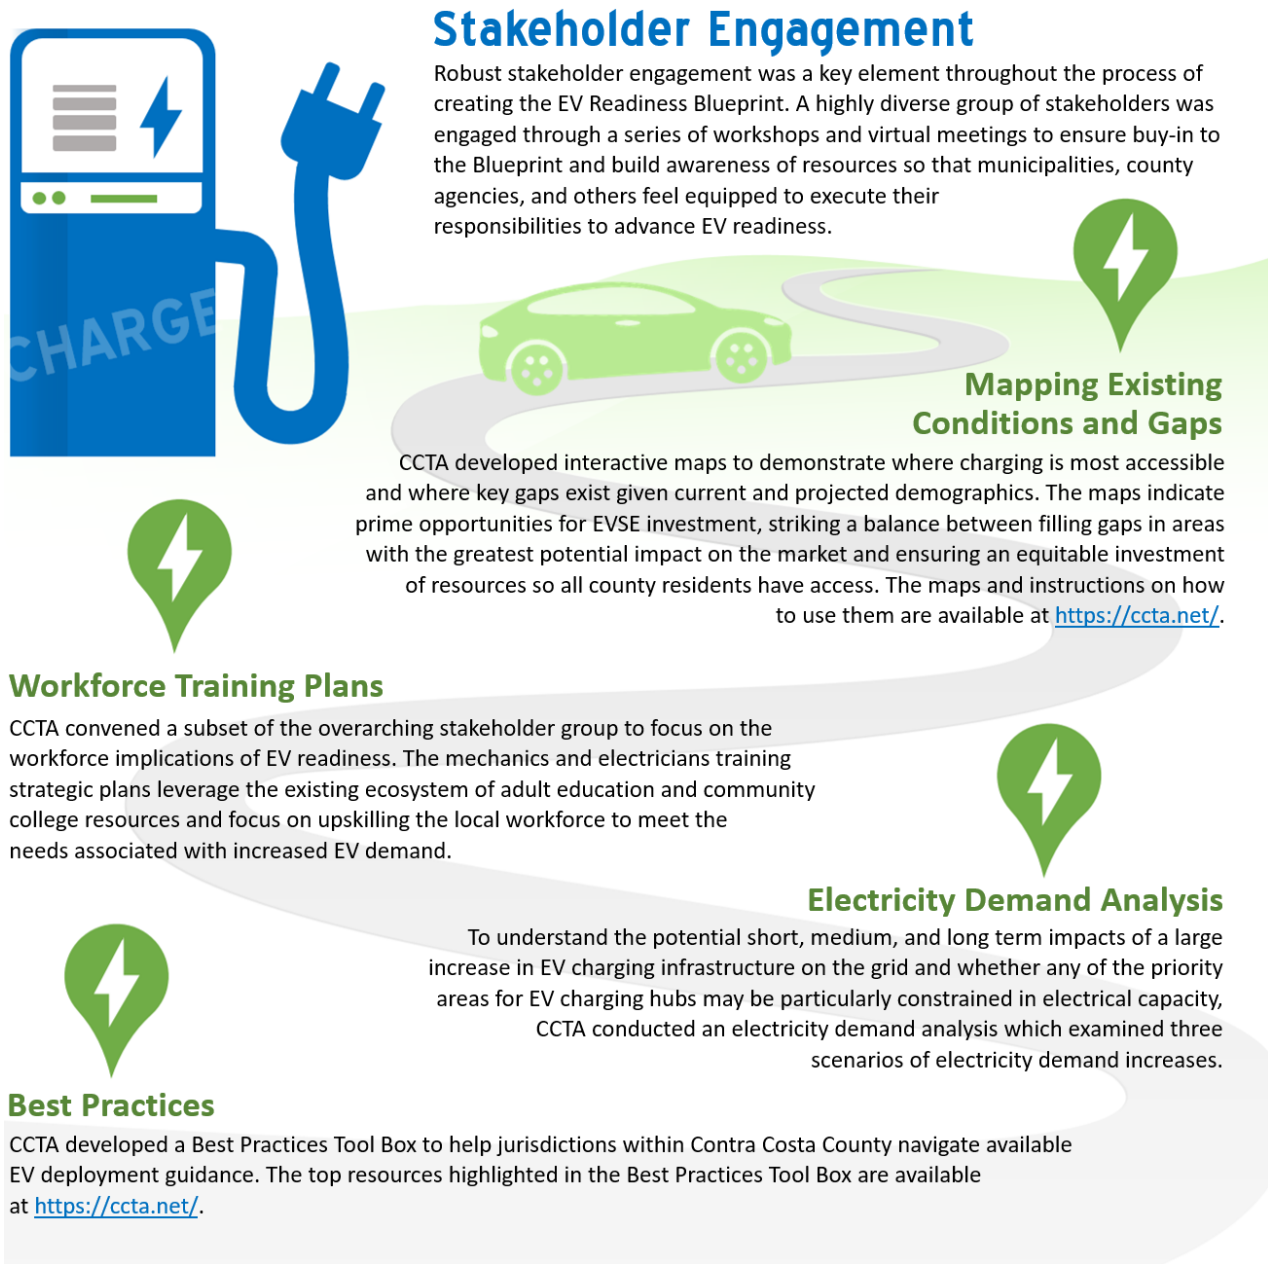 Stakeholder Engagement
Robust stakeholder engagement was a key element throughout the process of
creating the EV Readiness Blueprint. A highly diverse group of stakeholders was
engaged through a series of workshops and virtual meetings to ensure buy-in to
the Blueprint and build awareness of resources so that municipalities, county
agencies, and others feel equipped to execute their
responsibilities to advance EV readiness.
CHARGE
Mapping Existing
Conditions and Gaps
CCTA developed interactive maps to demonstrate where charging is most accessible
and where key gaps exist given current and projected demographics. The maps indicate
prime opportunities for EVSE investment, striking a balance between filling gaps in areas
with the greatest potential impact on the market and ensuring an equitable investment
of resources so all county residents have access. The maps and instructions on how
to use them are available at https://ccta.net/.
Workforce Training Plans
CCTA convened a subset of the overarching stakeholder group to focus on the
workforce implications of EV readiness. The mechanics and electricians training
strategic plans leverage the existing ecosystem of adult education and community
college resources and focus on upskilling the local workforce to meet the
needs associated with increased EV demand.
Electricity Demand Analysis
To understand the potential short, medium, and long term impacts of a large
increase in EV charging infrastructure on the grid and whether any of the priority
areas for EV charging hubs may be particularly constrained in electrical capacity,
CCTA conducted an electricity demand analysis which examined three
scenarios of electricity demand increases.
Best Practices
CCTA developed a Best Practices Tool Box to help jurisdictions within Contra Costa County navigate available
EV deployment guidance. The top resources highlighted in the Best Practices Tool Box are available
at https://ccta.net/.